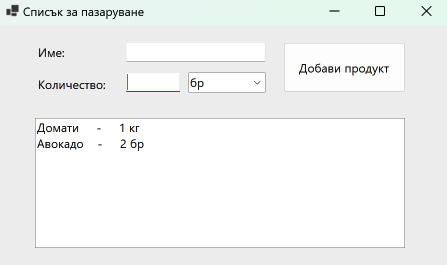 Списък за пазаруване
Име:
Добави продукт
Количество: бр
Домати - 1 кг
Авокадо - 2 бр